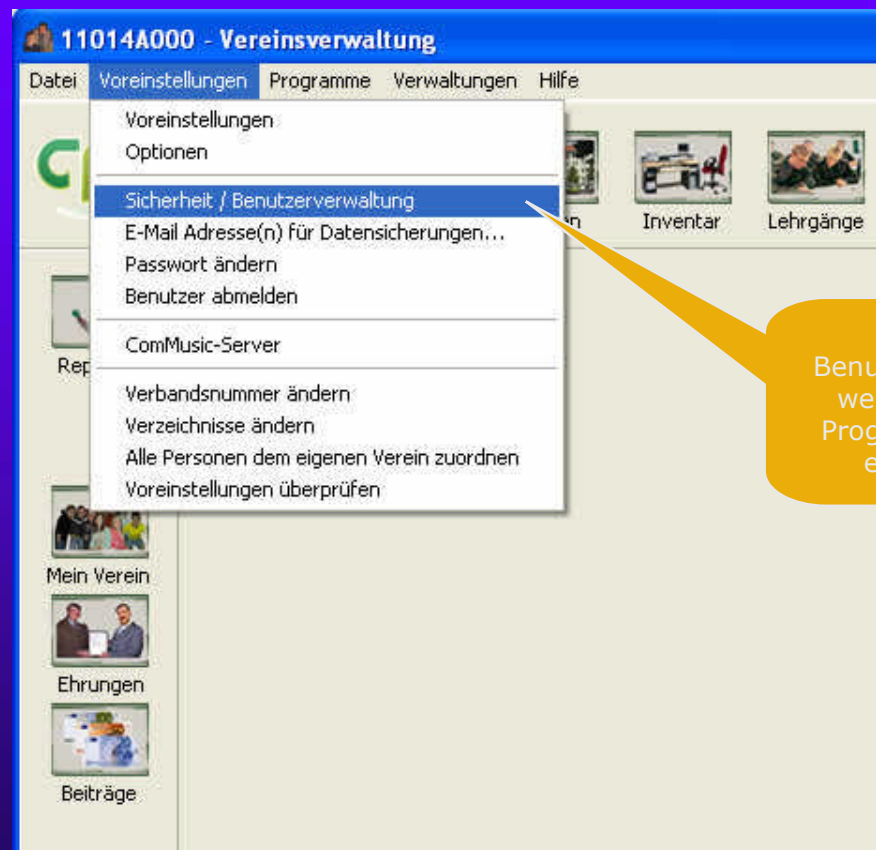 11014A000 - Vereinsverwaltung
Datei Voreinstellungen Programme Verwaltungen Hilfe
Voreinstellungen
Optionen
Sicherheit / Benutzerverwaltung
E-Mail Adresse(n) für Datensicherungen...
Passwort ändern
Benutzer abmelden
ComMusic-Server
Verbandsnummer ändern
Verzeichnisse ändern
Alle Personen dem eigenen Verein zuordnen
Voreinstellungen überprüfen
Inventar
Lehrgänge
Mein Verein
Ehrungen
Beiträge